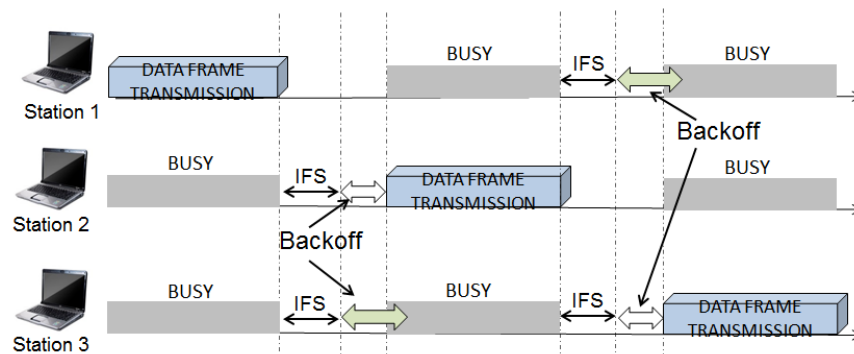 BUSY
IFS
BUSY
DATA FRAME
TRANSMISSION
Station 1
Backoff
BUSY
IFS
DATA FRAME
TRANSMISSION
BUSY
Station 2
Backoff
BUSY
IFS
BUSY
IFS
DATA FRAME
TRANSMISSION
Station 3